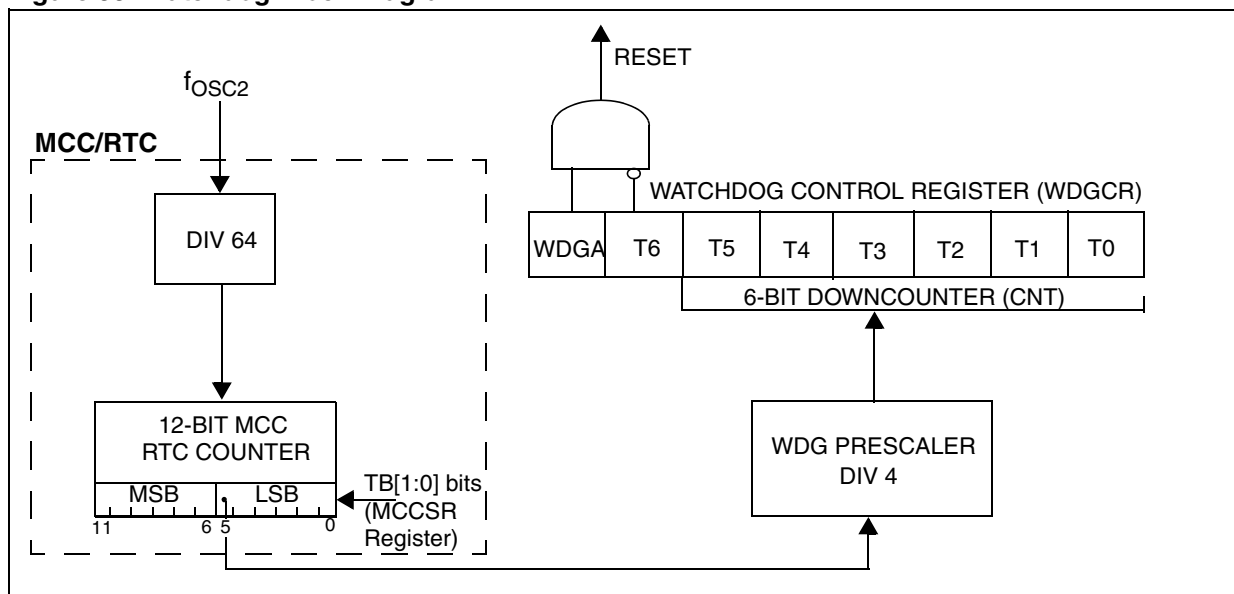 RESET
fOSC2
MCC/RTC
DIV 64
WATCHDOG CONTROL REGISTER (WDGCR)
WDGA T6 T5 T4 T3 T2 T1 T0
6-BIT DOWNCOUNTER (CNT)
12-BIT MCC
RTC COUNTER
MSB LSB
11 6 5 0
TB[1:0] bits
(MCCSR
Register)
WDG PRESCALER
DIV 4